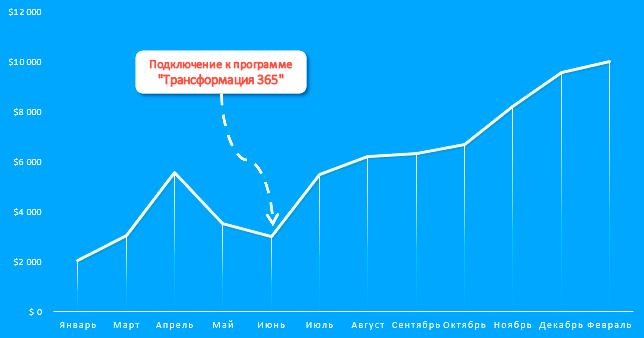 $12 000
$10 000
$8 000
$6 000
$4 000
$2 000
$ 0
Подключение к программе
"Трансформация 365"
Январь Март Апрель Май Июнь Июль Август Сентябрь Октябрь Ноябрь Декабрь Февраль